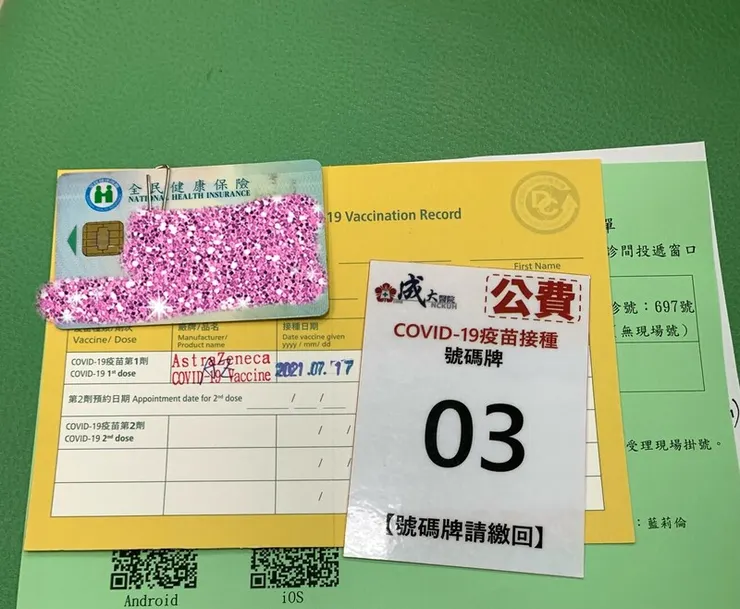 全民健康保險
NATIONAL HEALTH INSURANCE
19 Vaccination Record
First Name
Vaccine/ Dose
廠牌/品名
Manufacturer/
Product name
接種日期
Date vaccine given
yyyy / mm/ dd
COVID-19疫苗第1劑
COVID-19 1st dose
AstraZeneca
COVID-19 Vaccine
2021.07.17
第2劑預約日期 Appointment date for 2nd dose
/ /
COVID-19疫苗第2劑
COVID-19 2nd dose
成大醫院
NCKUH
公費
COVID-19疫苗接種
號碼牌
03
【號碼牌請繳回】
單
診間投遞窗口
診號：697號
(無現場號)
受理現場掛號。
：藍莉倫
Android
iOS